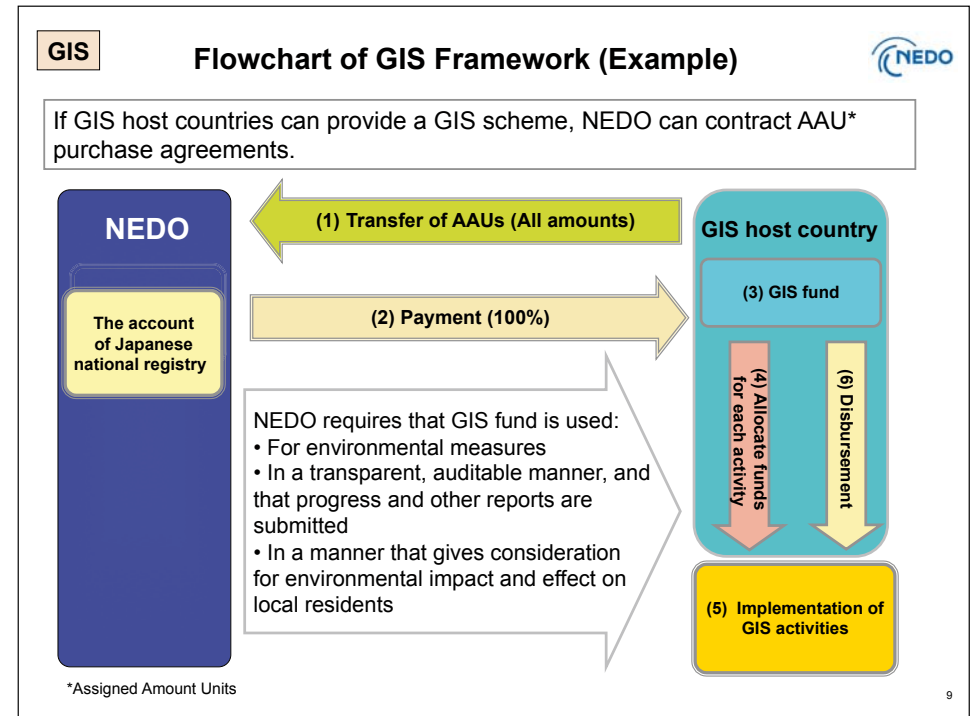 GIS
Flowchart of GIS Framework (Example)
NEDO
If GIS host countries can provide a GIS scheme, NEDO can contract AAU*
purchase agreements.
NEDO
(1) Transfer of AAUs (All amounts)
GIS host country
(3) GIS fund
The account
of Japanese
national registry
(2) Payment (100%)
(4) Allocate funds
for each activity
(6) Disbursement
NEDO requires that GIS fund is used:
• For environmental measures
• In a transparent, auditable manner, and
that progress and other reports are
submitted
• In a manner that gives consideration
for environmental impact and effect on
local residents
(5) Implementation of
GIS activities
*Assigned Amount Units
9